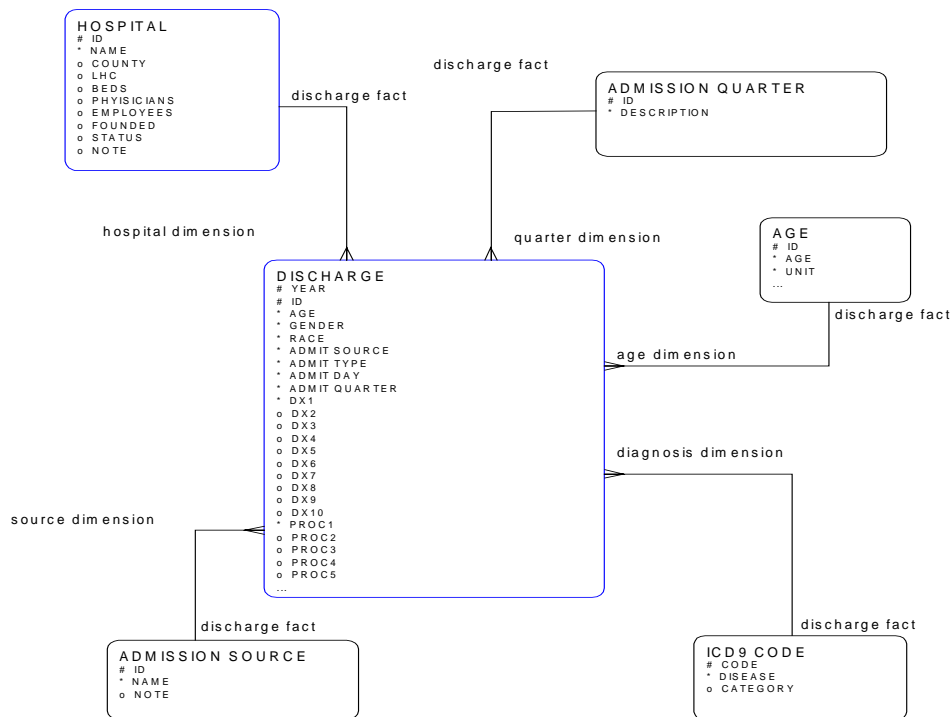 HOSPITAL
# ID
* NAME
o COUNTY
o LHC
o BEDS
o PHYISICIANS
o EMPLOYEES
o FOUNDED
o STATUS
o NOTE
discharge fact
discharge fact
ADMISSION QUARTER
# ID
* DESCRIPTION
hospital dimension
quarter dimension
AGE
# ID
* AGE
* UNIT
...
discharge fact
age dimension
DISCHARGE
# YEAR
# ID
* AGE
* GENDER
* RACE
* ADMIT SOURCE
* ADMIT TYPE
* ADMIT DAY
* ADMIT QUARTER
* DX1
o DX2
o DX3
o DX4
o DX5
o DX6
o DX7
o DX8
o DX9
o DX10
* PROC1
o PROC2
o PROC3
o PROC4
o PROC5
...
diagnosis dimension
source dimension
discharge fact
ADMISSION SOURCE
# ID
* NAME
o NOTE
discharge fact
ICD9 CODE
# CODE
* DISEASE
o CATEGORY